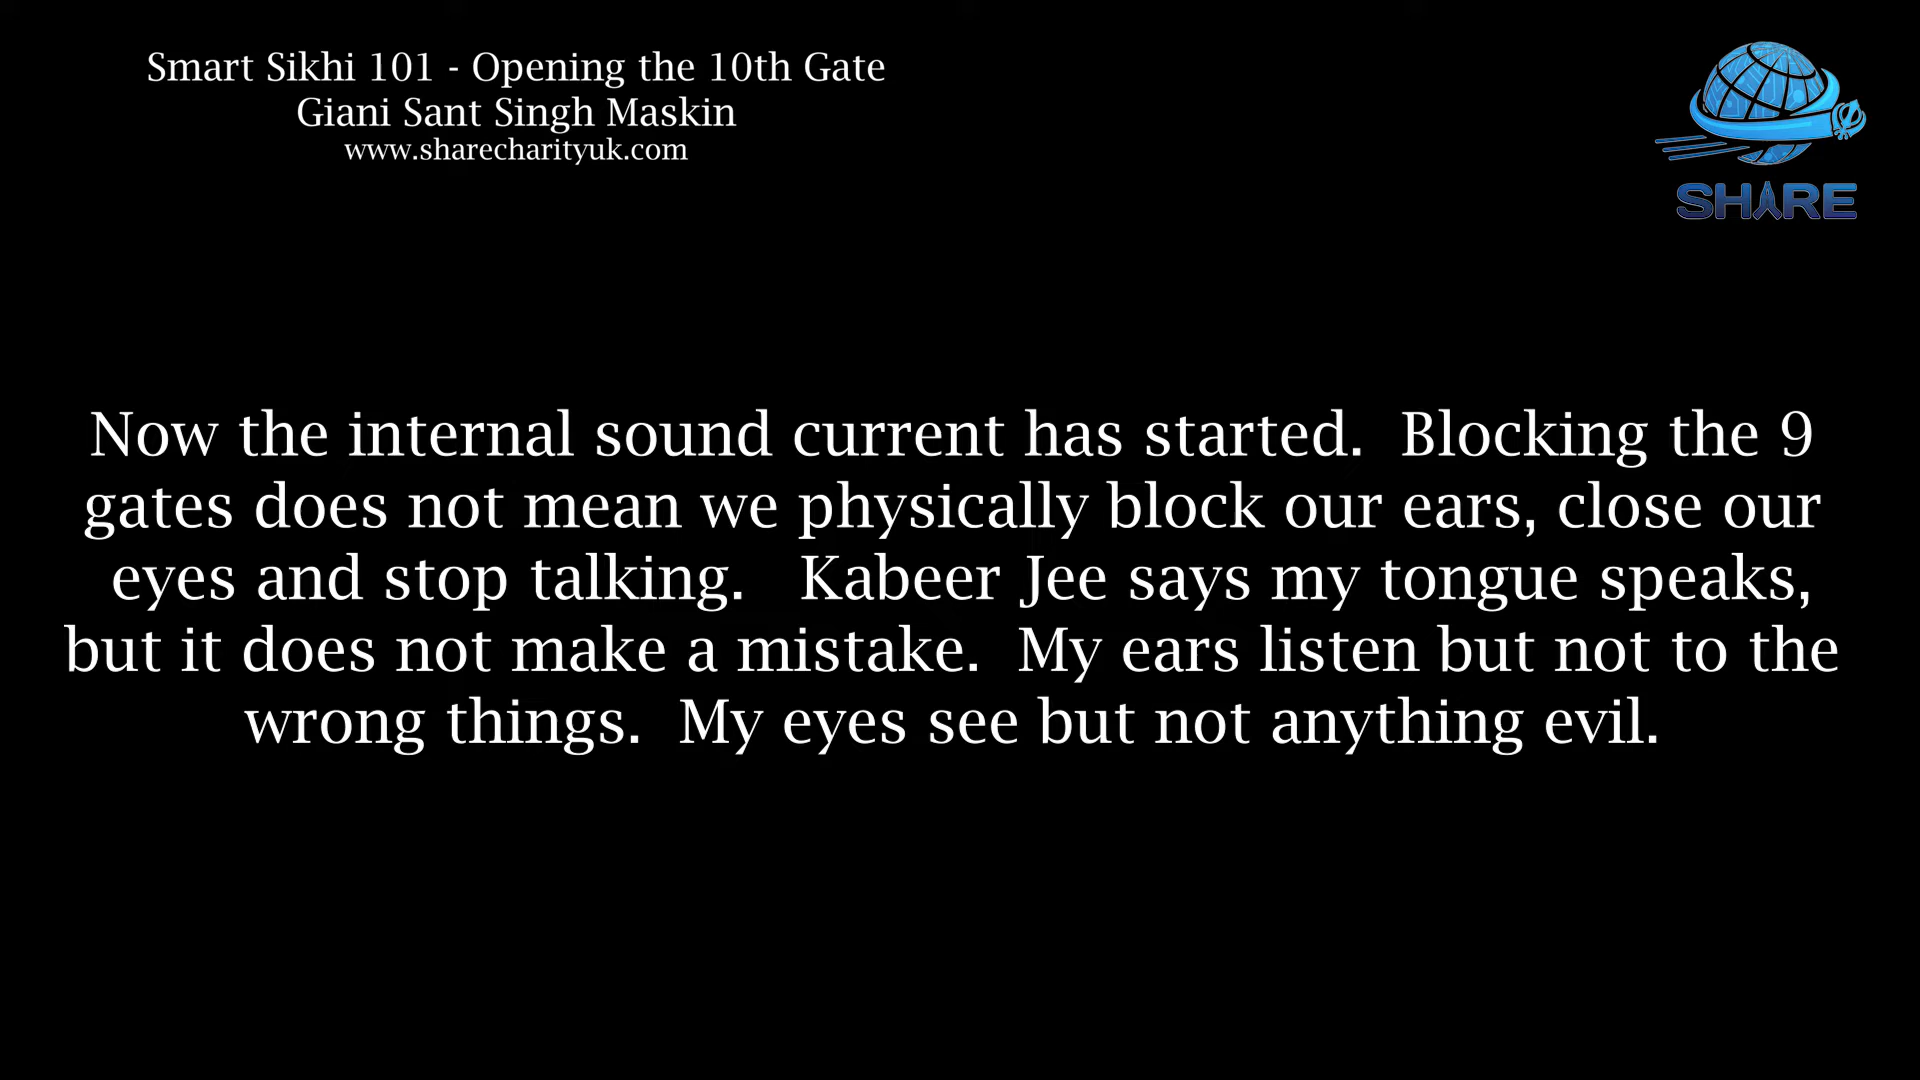 Smart Sikhi 101 - Opening the 10th Gate
Giani Sant Singh Maskin
www.sharecharityuk.com
SHARE
Now the internal sound current has started.  Blocking the 9
gates does not mean we physically block our ears, close our
eyes and stop talking.   Kabeer Jee says my tongue speaks,
but it does not make a mistake.  My ears listen but not to the
wrong things.  My eyes see but not anything evil.